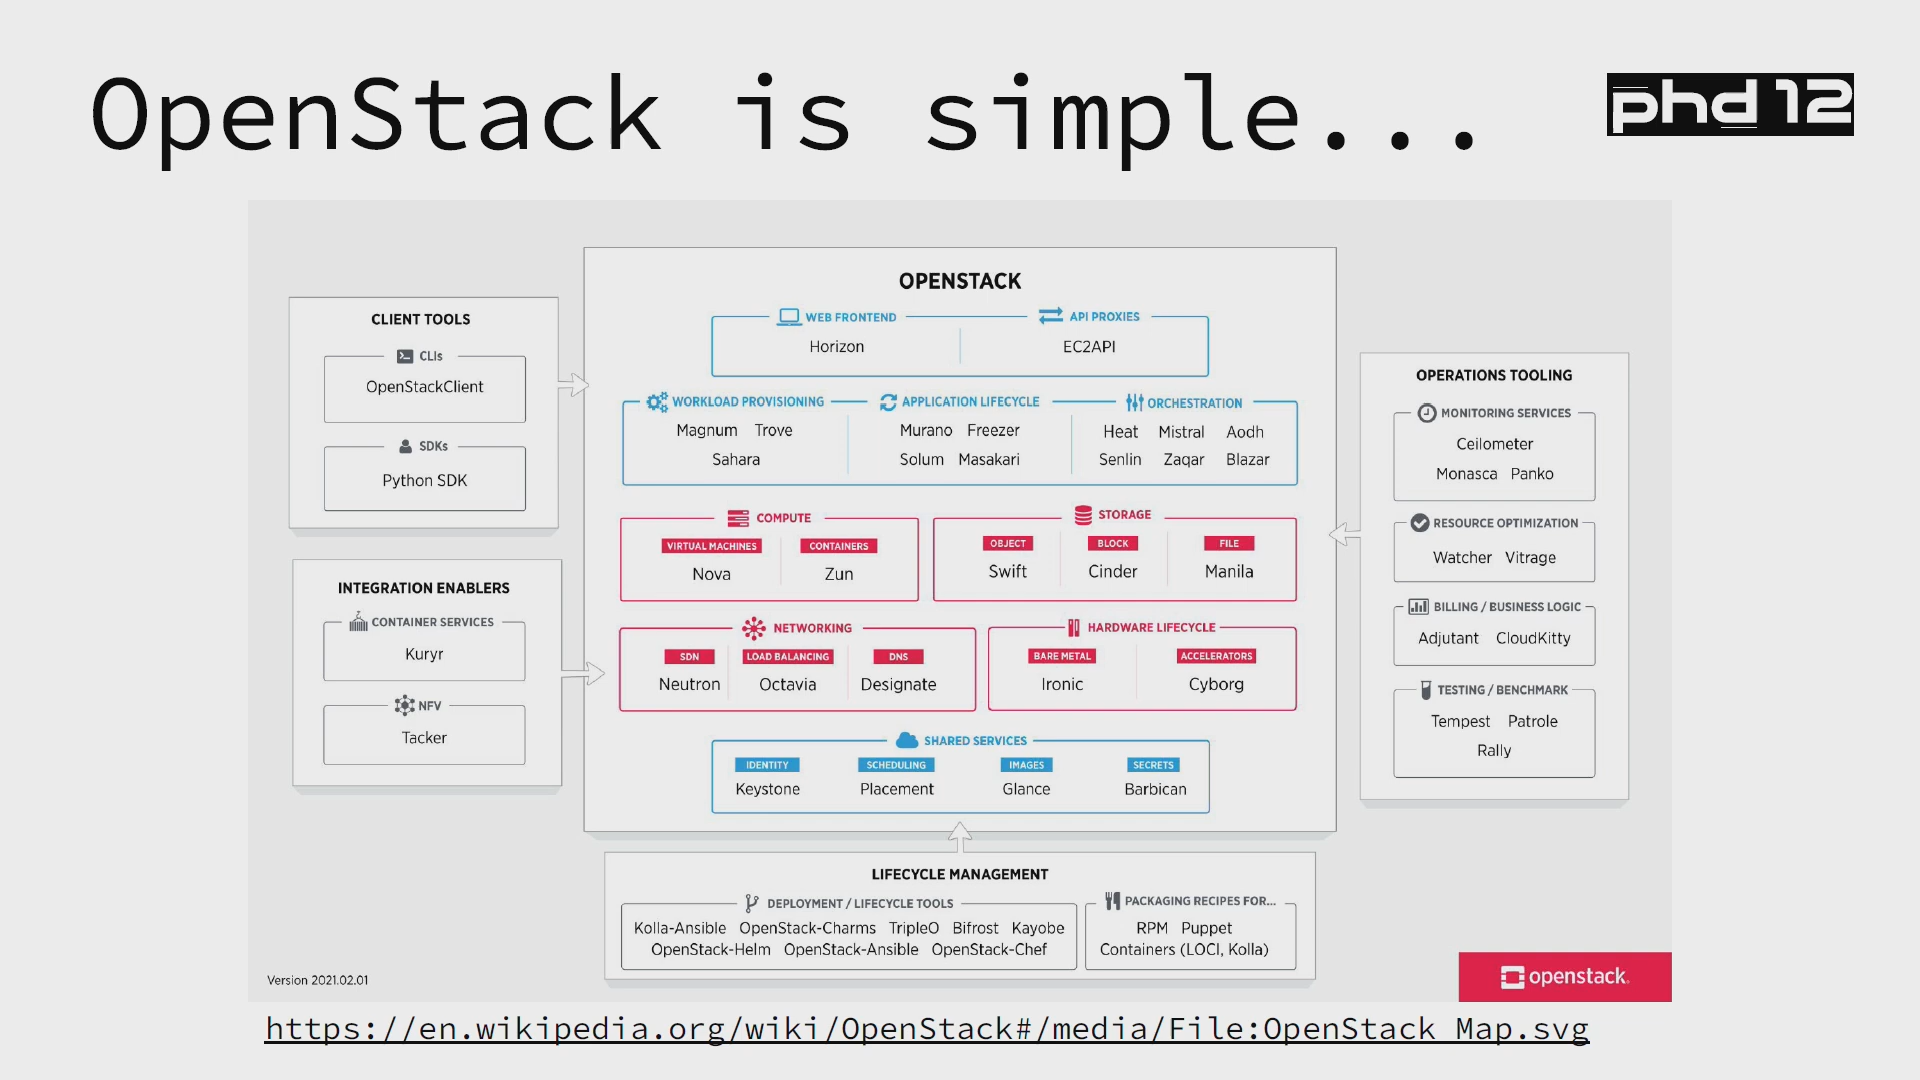 OpenStack is simple...
phd 12
OPENSTACK
WEB FRONTEND
Horizon
API PROXIES
EC2API
WORKLOAD PROVISIONING
Magnum Trove
Sahara
APPLICATION LIFECYCLE
Murano Freezer
Solum Masakari
ORCHESTRATION
Heat Mistral Aodh
Senlin Zaqar Blazar
COMPUTE
VIRTUAL MACHINES
Nova
CONTAINERS
Zun
STORAGE
OBJECT
Swift
BLOCK
Cinder
FILE
Manila
NETWORKING
SDN
Neutron
LOAD BALANCING
Octavia
DNS
Designate
HARDWARE LIFECYCLE
BARE METAL
Ironic
ACCELERATORS
Cyborg
SHARED SERVICES
IDENTITY
Keystone
SCHEDULING
Placement
IMAGES
Glance
SECRETS
Barbican
CLIENT TOOLS
CLIs
OpenStackClient
SDKs
Python SDK
INTEGRATION ENABLERS
CONTAINER SERVICES
Kuryr
NFV
Tacker
OPERATIONS TOOLING
MONITORING SERVICES
Ceilometer
Monasca Panko
RESOURCE OPTIMIZATION
Watcher Vitrage
BILLING / BUSINESS LOGIC
Adjutant CloudKitty
TESTING / BENCHMARK
Tempest Patrole
Rally
LIFECYCLE MANAGEMENT
DEPLOYMENT / LIFECYCLE TOOLS
Kolla-Ansible OpenStack-Charms TripleO Bifrost Kayobe
OpenStack-Helm OpenStack-Ansible OpenStack-Chef
PACKAGING RECIPES FOR...
RPM Puppet
Containers (LOCI, Kolla)
Version 2021.02.01
openstack.
https://en.wikipedia.org/wiki/OpenStack#/media/File:OpenStack_Map.svg